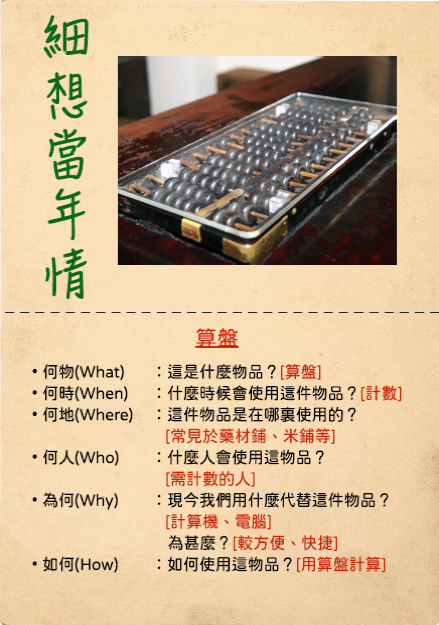 細想當年情
算盤
• 何物(What) ：這是什麼物品？[算盤]
• 何時(When) ：什麼時候會使用這件物品？[計數]
• 何地(Where) ：這件物品是在哪裏使用的？
[常見於藥材鋪、米鋪等]
• 何人(Who) ：什麼人會使用這物品？
[需計數的人]
• 為何(Why) ：現今我們用什麼代替這件物品？
[計算機、電腦]
為甚麼？[較方便、快捷]
• 如何(How) ：如何使用這物品？[用算盤計算]